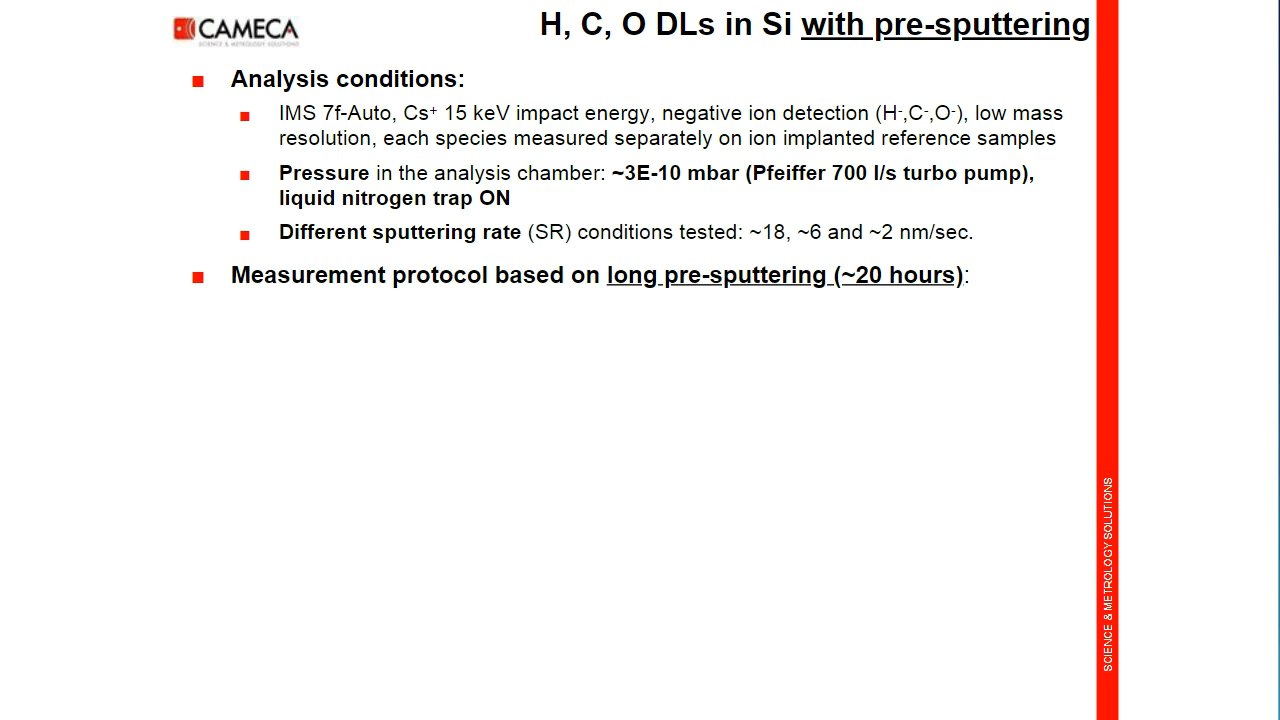 CAMECA
SCIENCE & METROLOGY SOLUTIONS
H, C, O DLs in Si with pre-sputtering
■ Analysis conditions:
■ IMS 7f-Auto, Cs⁺ 15 keV impact energy, negative ion detection (H⁻,C⁻,O⁻), low mass
resolution, each species measured separately on ion implanted reference samples
■ Pressure in the analysis chamber: ~3E-10 mbar (Pfeiffer 700 l/s turbo pump),
liquid nitrogen trap ON
■ Different sputtering rate (SR) conditions tested: ~18, ~6 and ~2 nm/sec.
■ Measurement protocol based on long pre-sputtering (~20 hours):
SCIENCE & METROLOGY SOLUTIONS